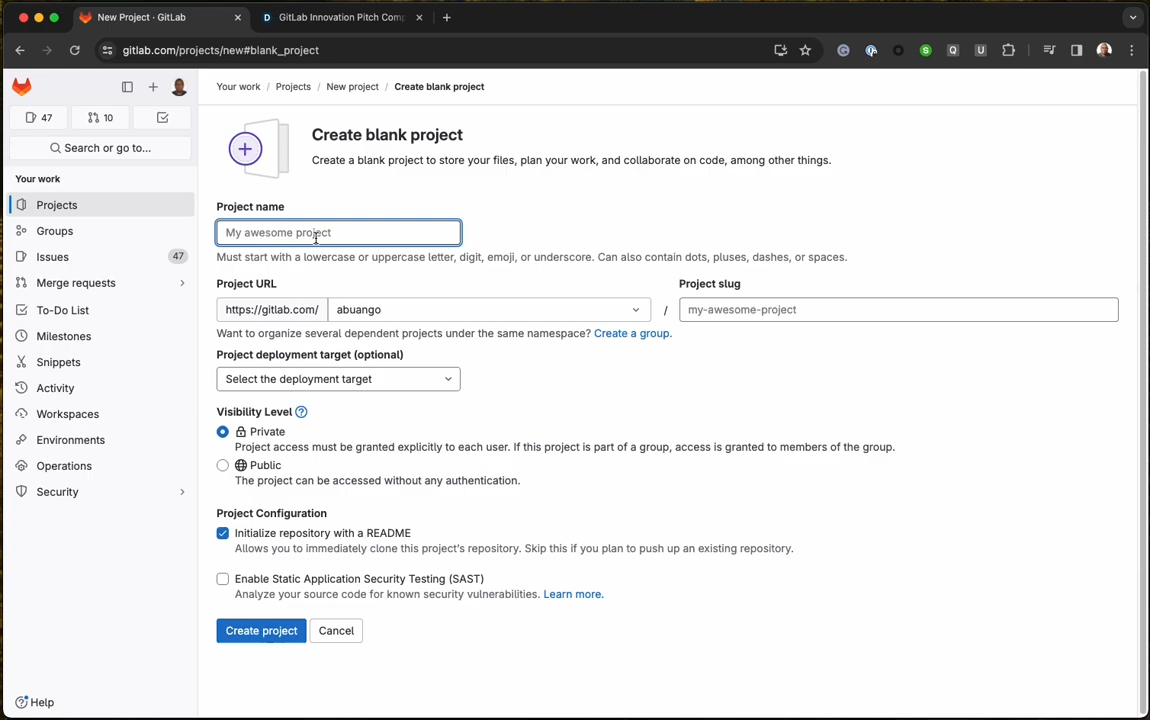 New Project · GitLab
GitLab Innovation Pitch Comp
gitlab.com/projects/new#blank_project
47
10
Search or go to...
Your work
Projects
Groups
Issues
47
Merge requests
To-Do List
Milestones
Snippets
Activity
Workspaces
Environments
Operations
Security
Help
Your work / Projects / New project / Create blank project
Create blank project
Create a blank project to store your files, plan your work, and collaborate on code, among other things.
Project name
My awesome project
Must start with a lowercase or uppercase letter, digit, emoji, or underscore. Can also contain dots, pluses, dashes, or spaces.
Project URL
Project slug
https://gitlab.com/ abuango / my-awesome-project
Want to organize several dependent projects under the same namespace? Create a group.
Project deployment target (optional)
Select the deployment target
Visibility Level
Private
Project access must be granted explicitly to each user. If this project is part of a group, access is granted to members of the group.
Public
The project can be accessed without any authentication.
Project Configuration
Initialize repository with a README
Allows you to immediately clone this project's repository. Skip this if you plan to push up an existing repository.
Enable Static Application Security Testing (SAST)
Analyze your source code for known security vulnerabilities. Learn more.
Create project
Cancel